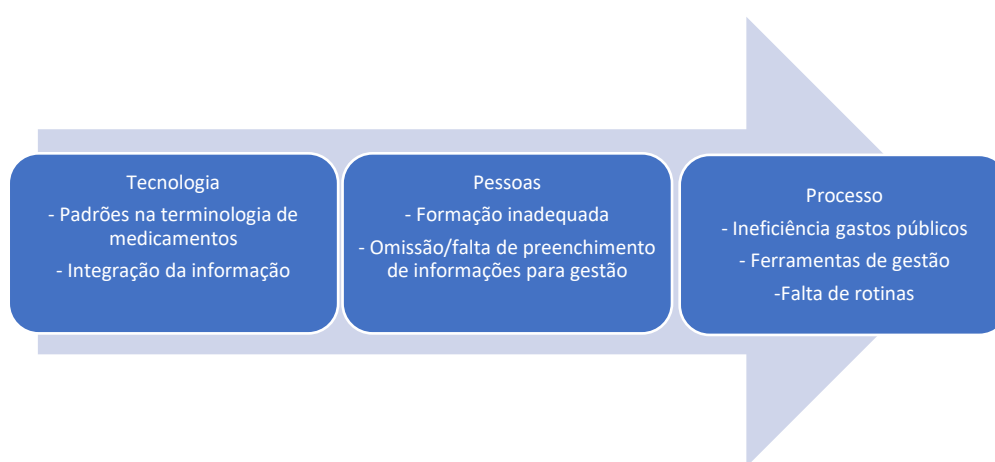 Tecnologia
- Padrões na terminologia de
medicamentos
- Integração da informação
Pessoas
- Formação inadequada
- Omissão/falta de preenchimento
de informações para gestão
Processo
- Ineficiência gastos públicos
- Ferramentas de gestão
-Falta de rotinas